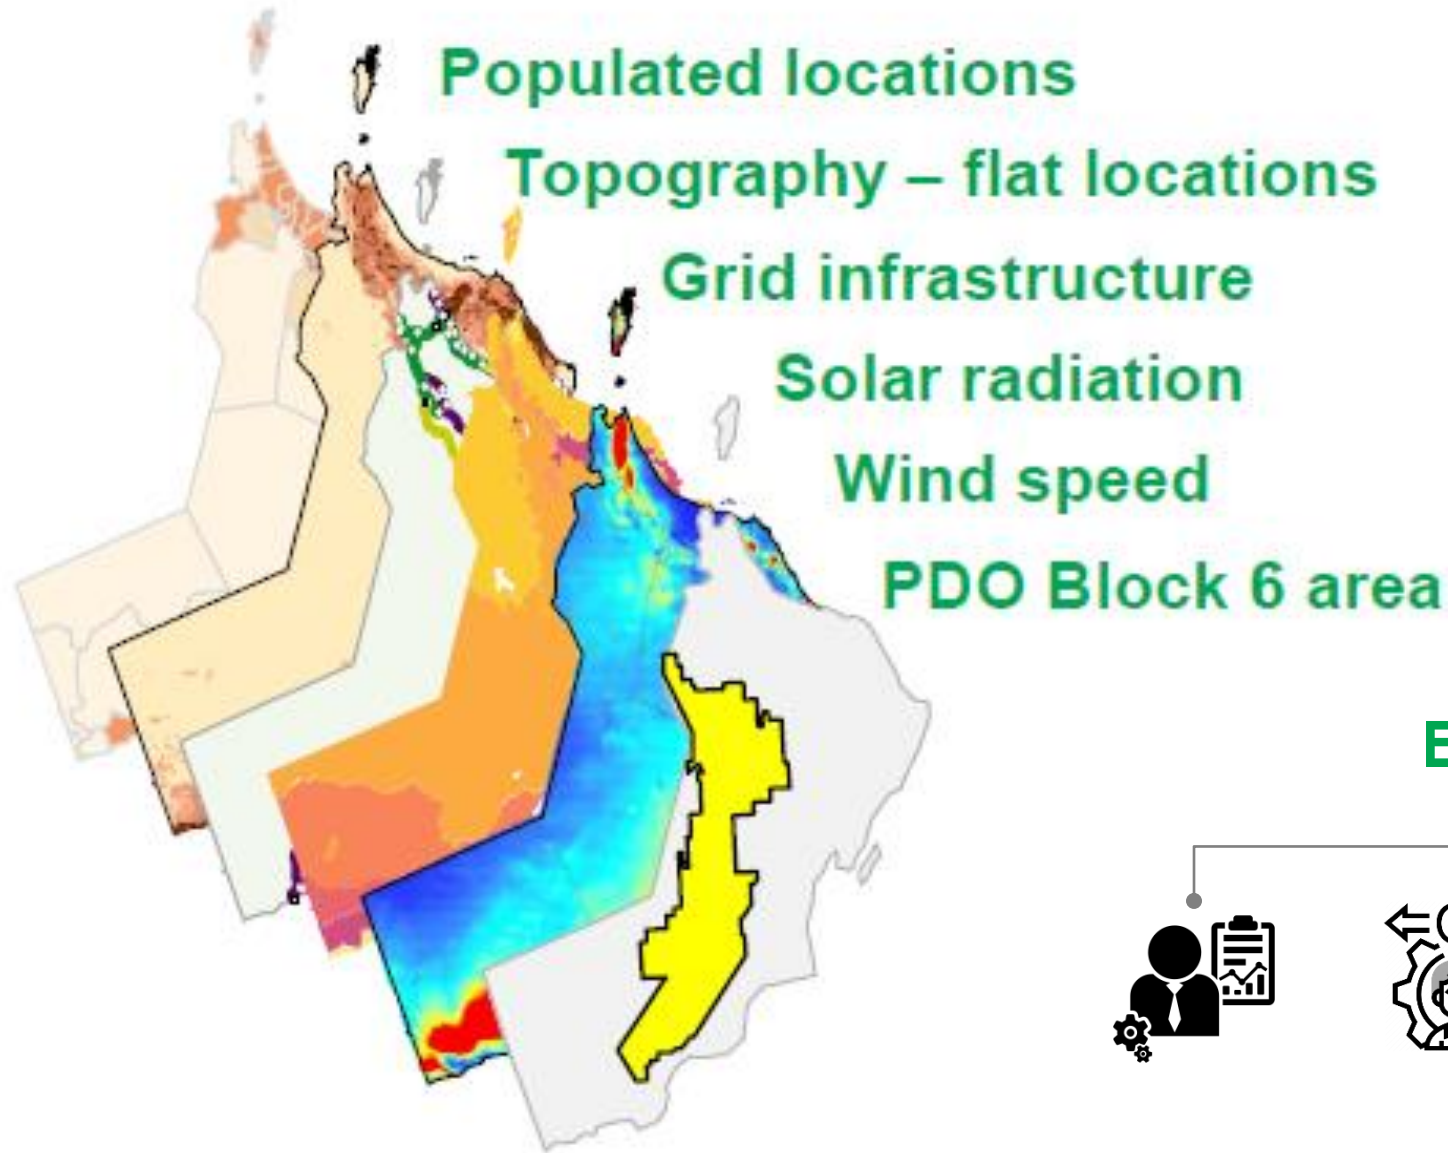 Populated locations
Topography – flat locations
Grid infrastructure
Solar radiation
Wind speed
PDO Block 6 area